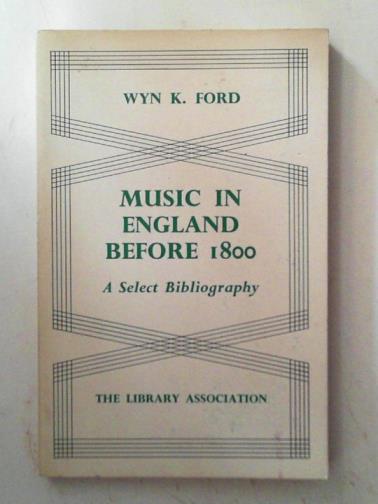 WYN K. FORD
MUSIC IN
ENGLAND
BEFORE 1800
A Select Bibliography
THE LIBRARY ASSOCIATION